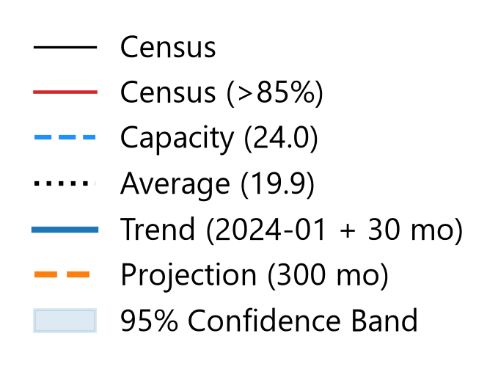 Census
Census (>85%)
Capacity (24.0)
Average (19.9)
Trend (2024-01 + 30 mo)
Projection (300 mo)
95% Confidence Band